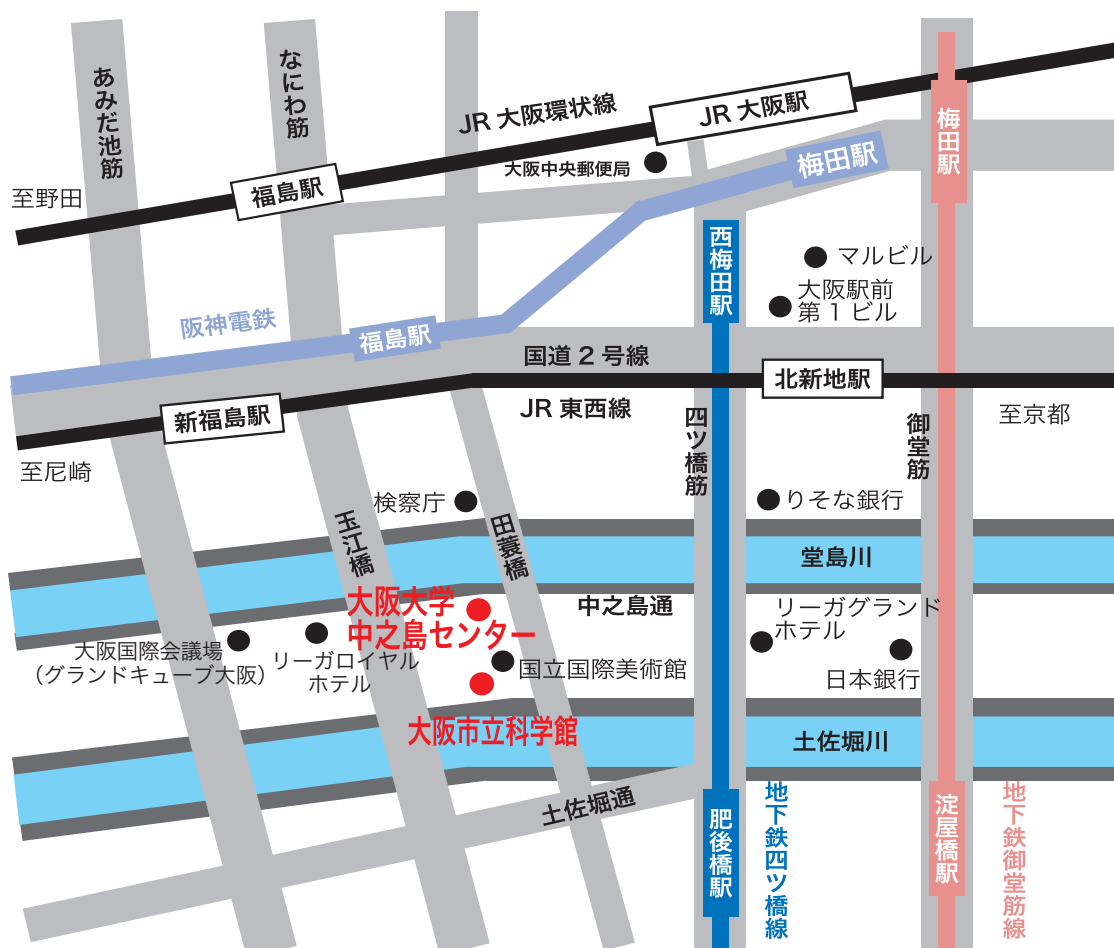 あみだ池筋
なにわ筋
JR 大阪環状線
JR 大阪駅
梅田駅
大阪中央郵便局
梅田駅
福島駅
至野田
西梅田駅
マルビル
大阪駅前
第1ビル
阪神電鉄
福島駅
国道 2 号線
北新地駅
JR 東西線
新福島駅
四ツ橋筋
御堂筋
至京都
至尼崎
検察庁
りそな銀行
玉江橋
田蓑橋
堂島川
大阪大学
中之島センター
中之島通
リーガグランド
ホテル
大阪国際会議場
（グランドキューブ大阪）
リーガロイヤル
ホテル
国立国際美術館
日本銀行
大阪市立科学館
土佐堀川
土佐堀通
肥後橋駅
地下鉄四ツ橋線
淀屋橋駅
地下鉄御堂筋線